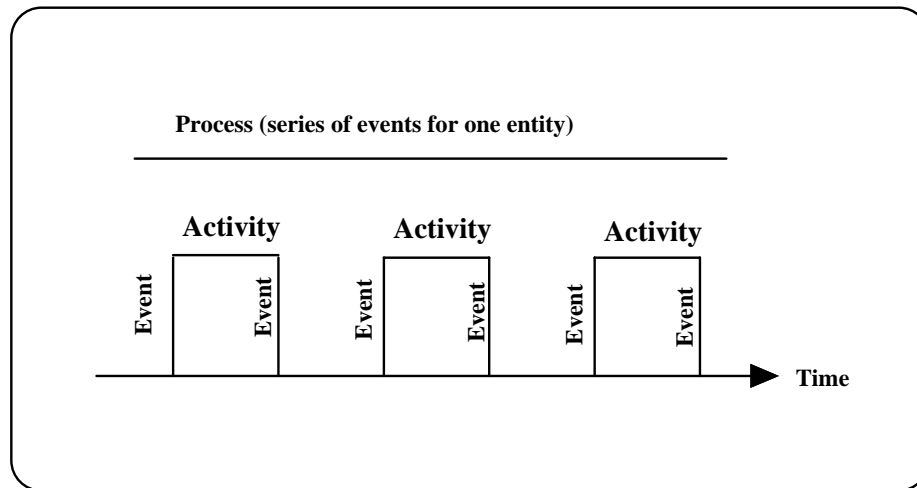 Process (series of events for one entity)
Activity
Activity
Activity
Event
Event
Event
Event
Event
Event
Time